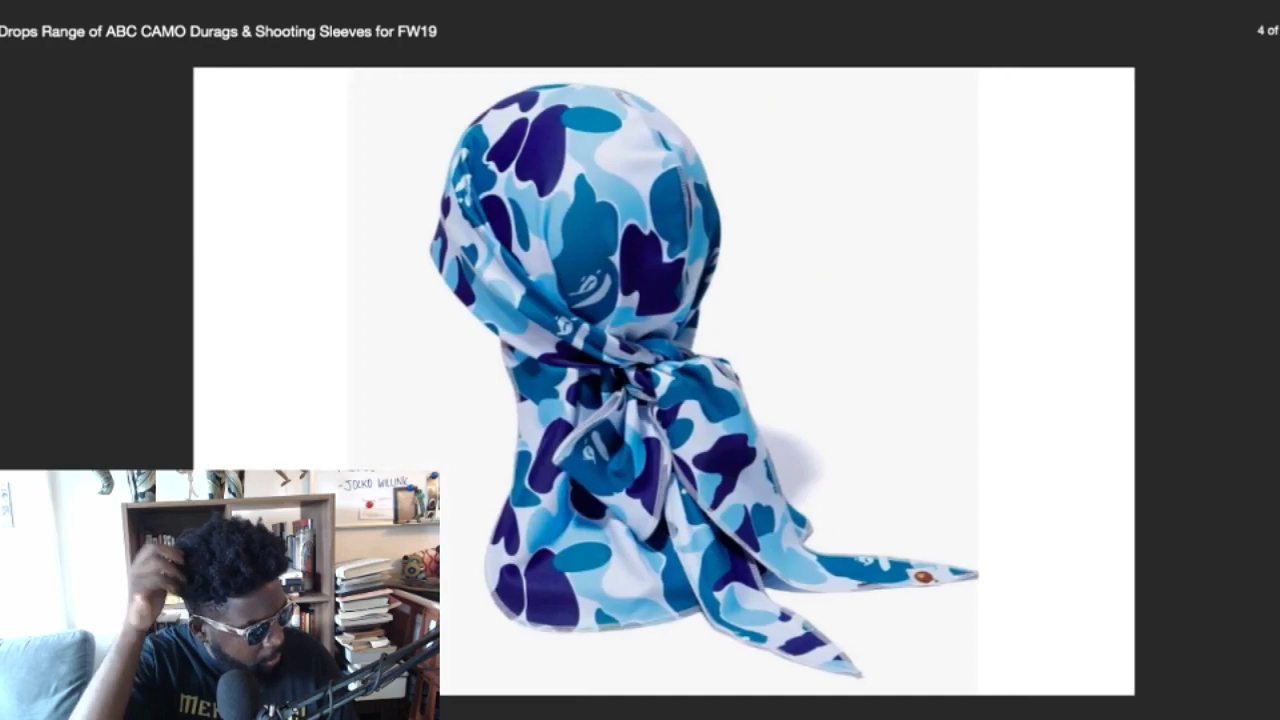 Drops Range of ABC CAMO Durags & Shooting Sleeves for FW19
4 of
-JOCKO WILLINK